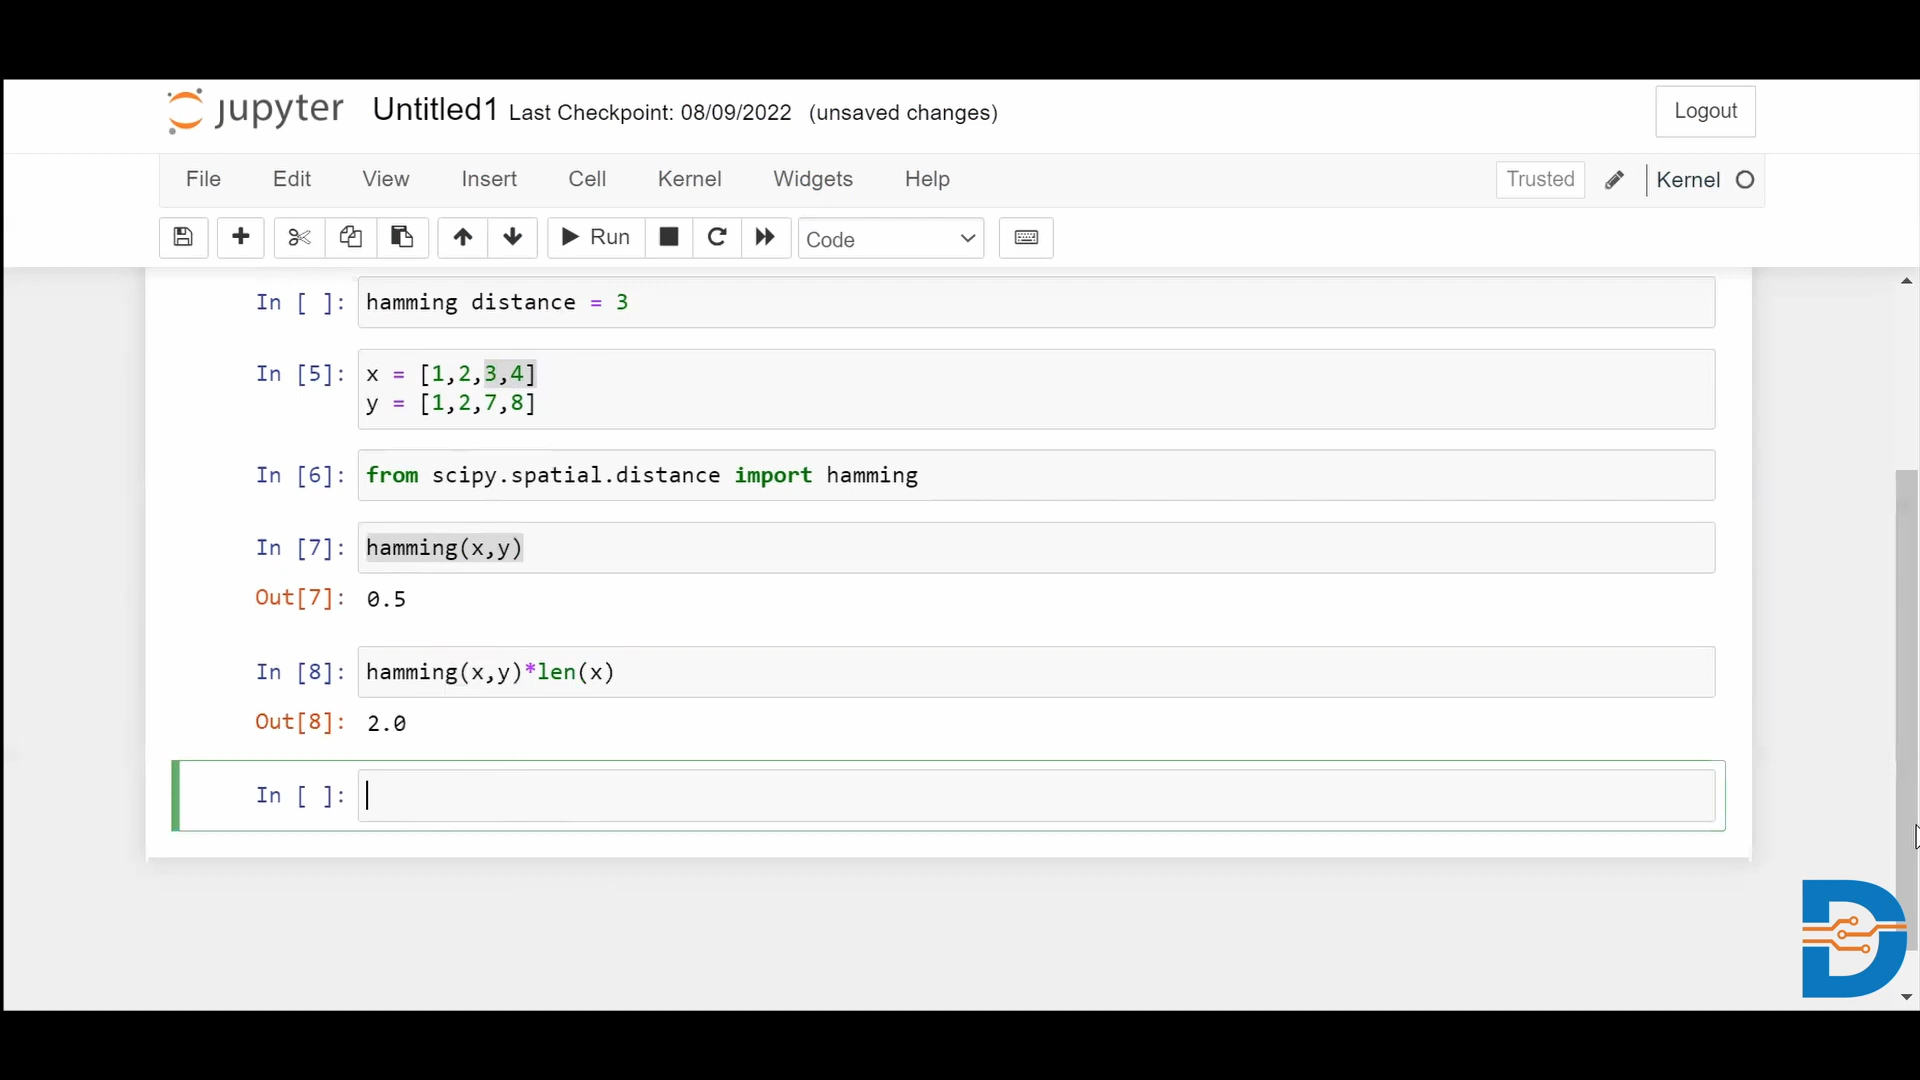 jupyter Untitled1 Last Checkpoint: 08/09/2022 (unsaved changes) Logout
File Edit View Insert Cell Kernel Widgets Help Trusted Kernel
Run Code
In [ ]: hamming distance = 3
In [5]: x = [1,2,3,4]
y = [1,2,7,8]
In [6]: from scipy.spatial.distance import hamming
In [7]: hamming(x,y)
Out[7]: 0.5
In [8]: hamming(x,y)*len(x)
Out[8]: 2.0
In [ ]: